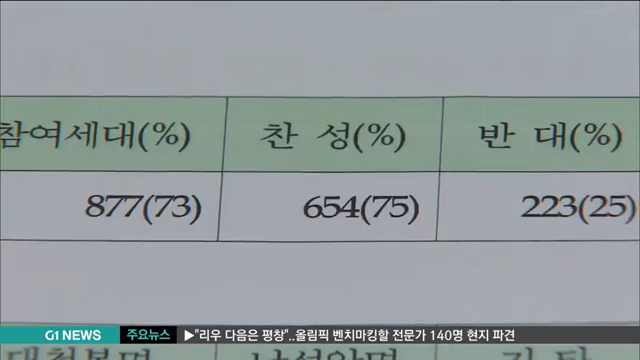 참여세대(%) 찬 성(%) 반 대(%)
877(73) 654(75) 223(25)
G1 NEWS 주요뉴스 ▶"리우 다음은 평창"..올림픽 벤치마킹할 전문가 140명 현지 파견